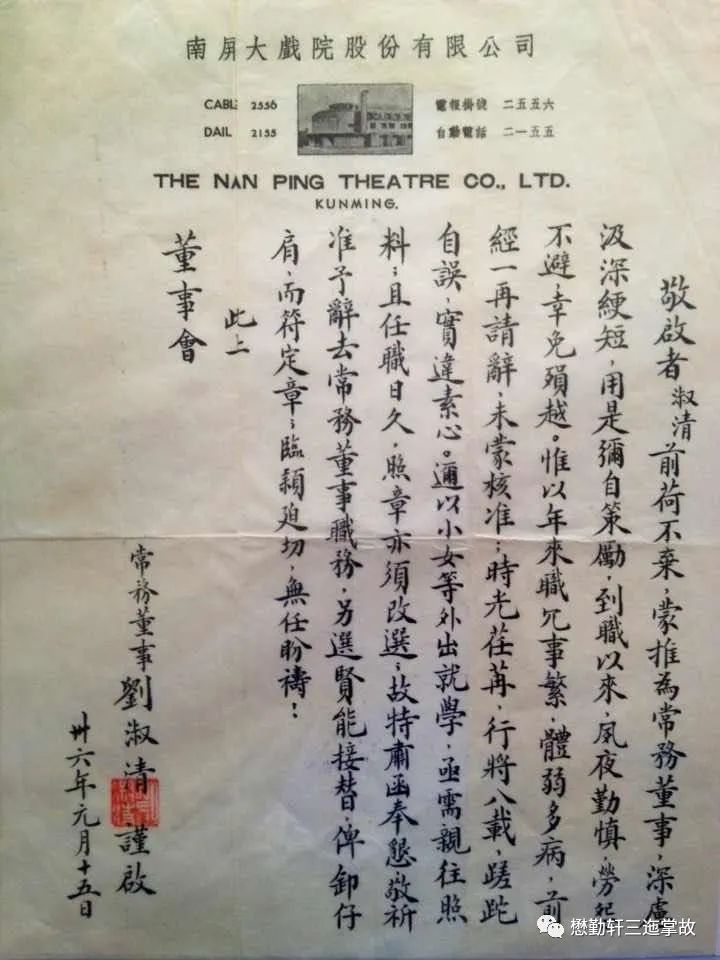 南屏大戲院股份有限公司
CABLE 2556
電報掛號 二五五六
DAIL 2155
自動電話 二一五五
THE NAN PING THEATRE CO., LTD.
KUNMING.
敬啟者淑清前荷不棄,蒙推為常務董事,深慮
汲深綆短,用是彌自策勵,到職以來,夙夜勤慎,勞怨
不避,幸免殞越。惟以年來職冗事繁,體弱多病,前
經一再請辭,未蒙核准;時光荏苒,行將八載,蹉跎
自誤,實違素心。邇以小女等外出就學,亟需親往照
料;且任職日久,照章亦須改選;故特肅函奉懇敬祈
准予辭去常務董事職務,另選賢能接替,俾卸仔
肩,而符定章;臨穎迫切,無任盼禱!
此上
董事會
常務董事劉淑清謹啟
卅六年元月十五日
懋勤轩三迤掌故